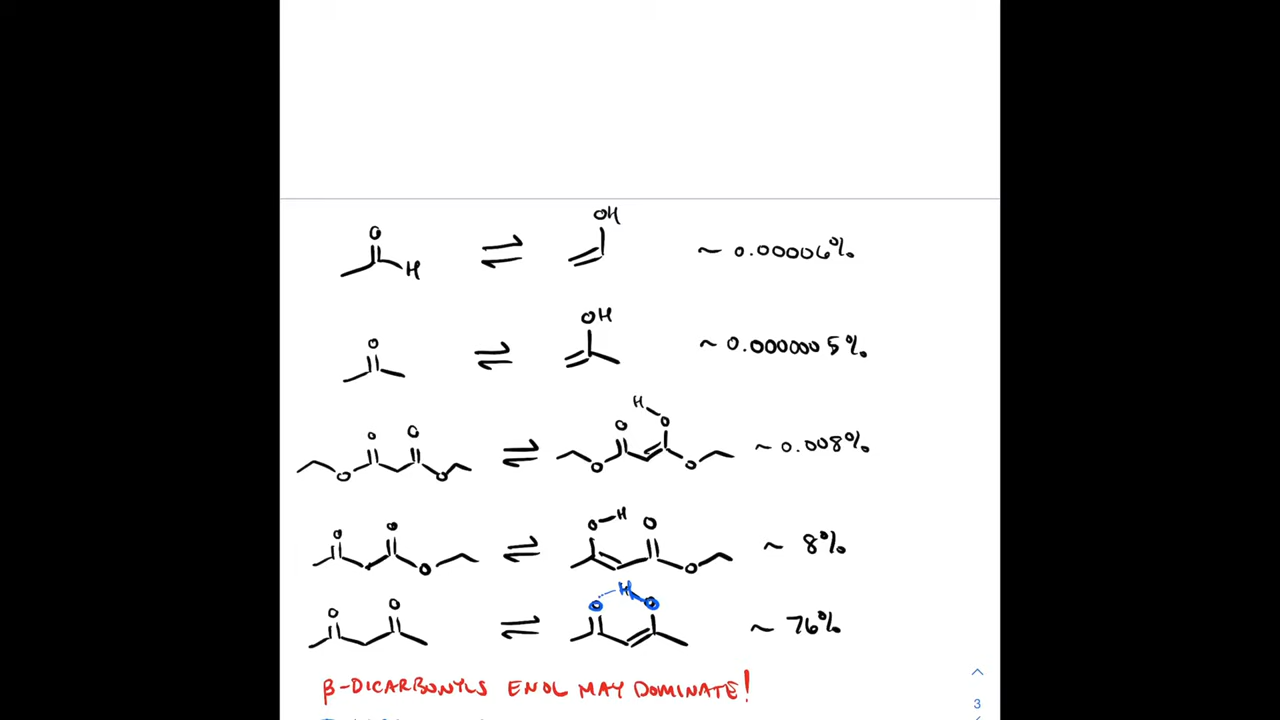 O OH
H ~ 0.00006%
O OH
~ 0.0000005%
O O O H O
O O O O ~ 0.008%
O O O-H O
O O ~ 8%
O O O H O
~ 76%
β-DICARBONYLS ENOL MAY DOMINATE!
3